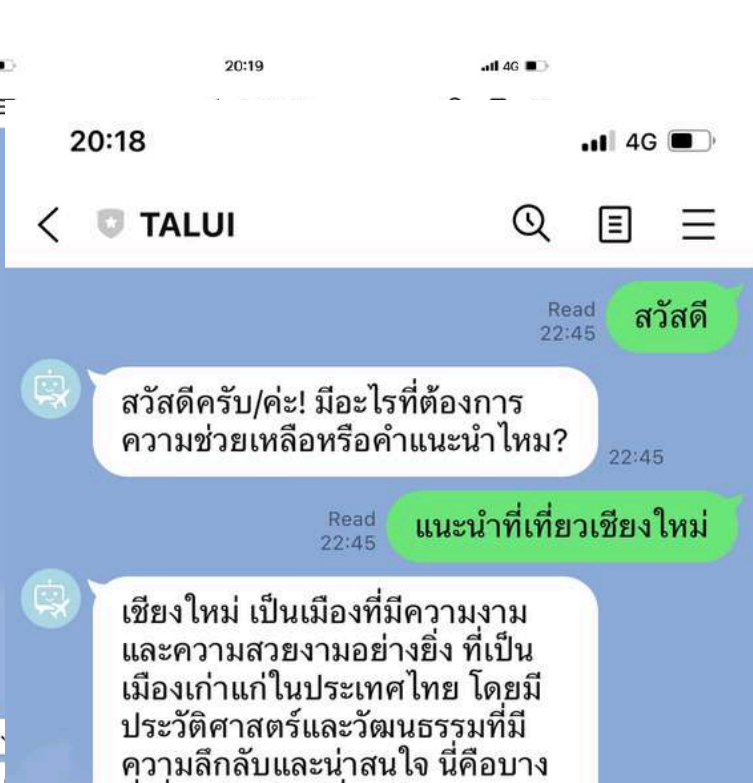 20:19
4G
20:18
4G
TALUI
Read
22:45
สวัสดี
สวัสดีครับ/ค่ะ! มีอะไรที่ต้องการ
ความช่วยเหลือหรือคำแนะนำไหม?
22:45
Read
22:45
แนะนำที่เที่ยวเชียงใหม่
เชียงใหม่ เป็นเมืองที่มีความงาม
และความสวยงามอย่างยิ่ง ที่เป็น
เมืองเก่าแก่ในประเทศไทย โดยมี
ประวัติศาสตร์และวัฒนธรรมที่มี
ความลึกลับและน่าสนใจ นี่คือบาง